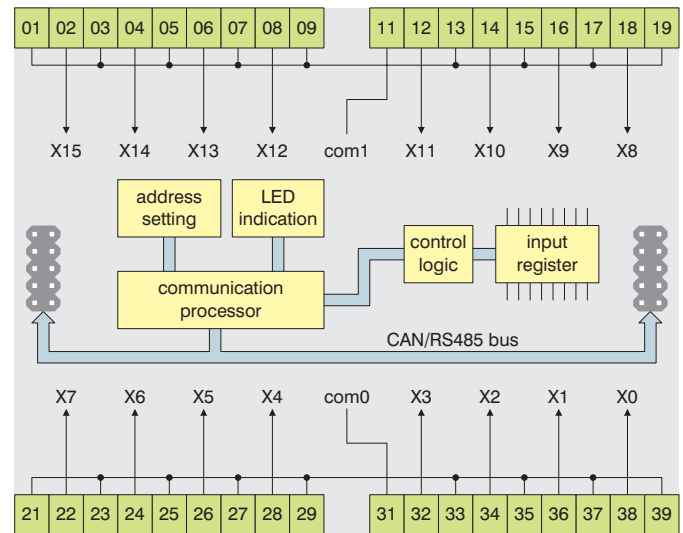 01 02 03 04 05 06 07 08 09 11 12 13 14 15 16 17 18 19
X15 X14 X13 X12 com1 X11 X10 X9 X8
address
setting
LED
indication
control
logic
input
register
communication
processor
CAN/RS485 bus
X7 X6 X5 X4 com0 X3 X2 X1 X0
21 22 23 24 25 26 27 28 29 31 32 33 34 35 36 37 38 39